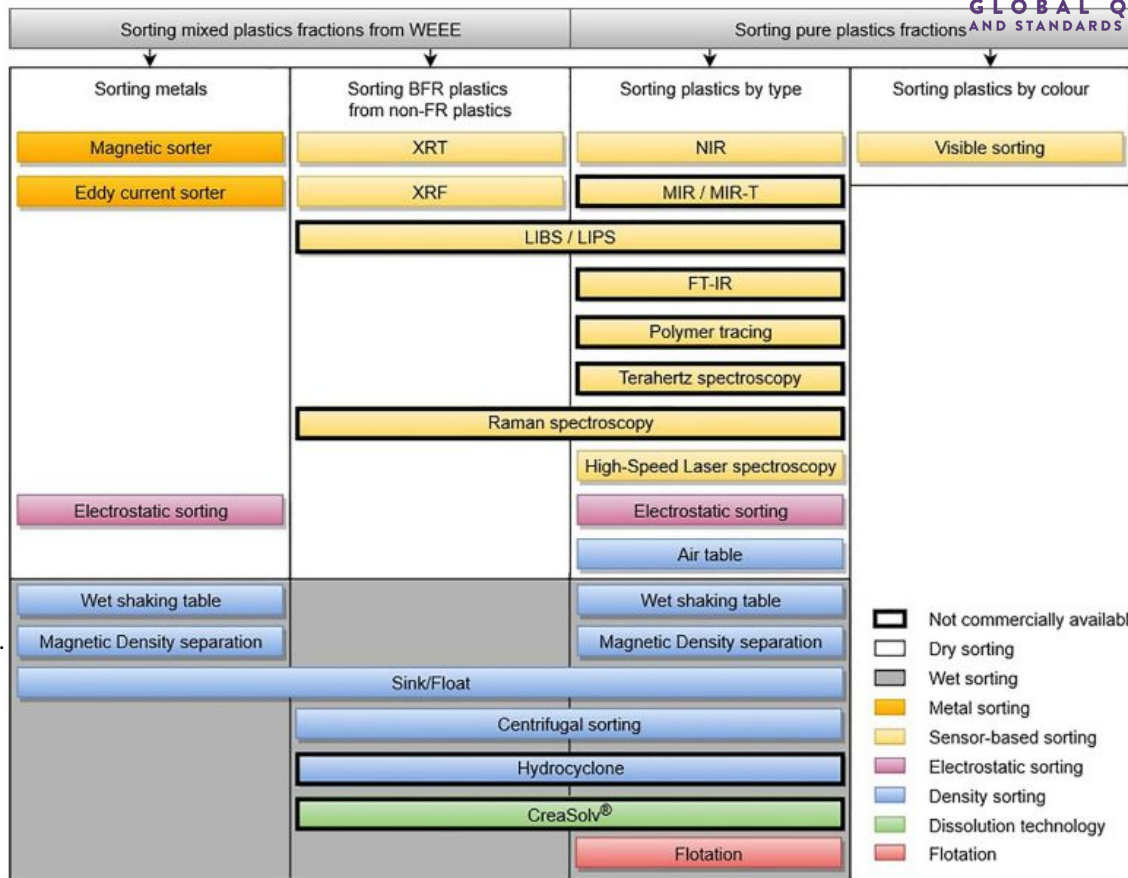 GLOBAL Q
AND STANDARDS
Sorting mixed plastics fractions from WEEE
Sorting pure plastics fractions
Sorting metals
Sorting BFR plastics
from non-FR plastics
Sorting plastics by type
Sorting plastics by colour
Magnetic sorter
XRT
NIR
Visible sorting
Eddy current sorter
XRF
MIR / MIR-T
LIBS / LIPS
FT-IR
Polymer tracing
Terahertz spectroscopy
Raman spectroscopy
High-Speed Laser spectroscopy
Electrostatic sorting
Electrostatic sorting
Air table
Wet shaking table
Wet shaking table
Magnetic Density separation
Magnetic Density separation
Sink/Float
Centrifugal sorting
Hydrocyclone
CreaSolv®
Flotation
Not commercially availabl
Dry sorting
Wet sorting
Metal sorting
Sensor-based sorting
Electrostatic sorting
Density sorting
Dissolution technology
Flotation